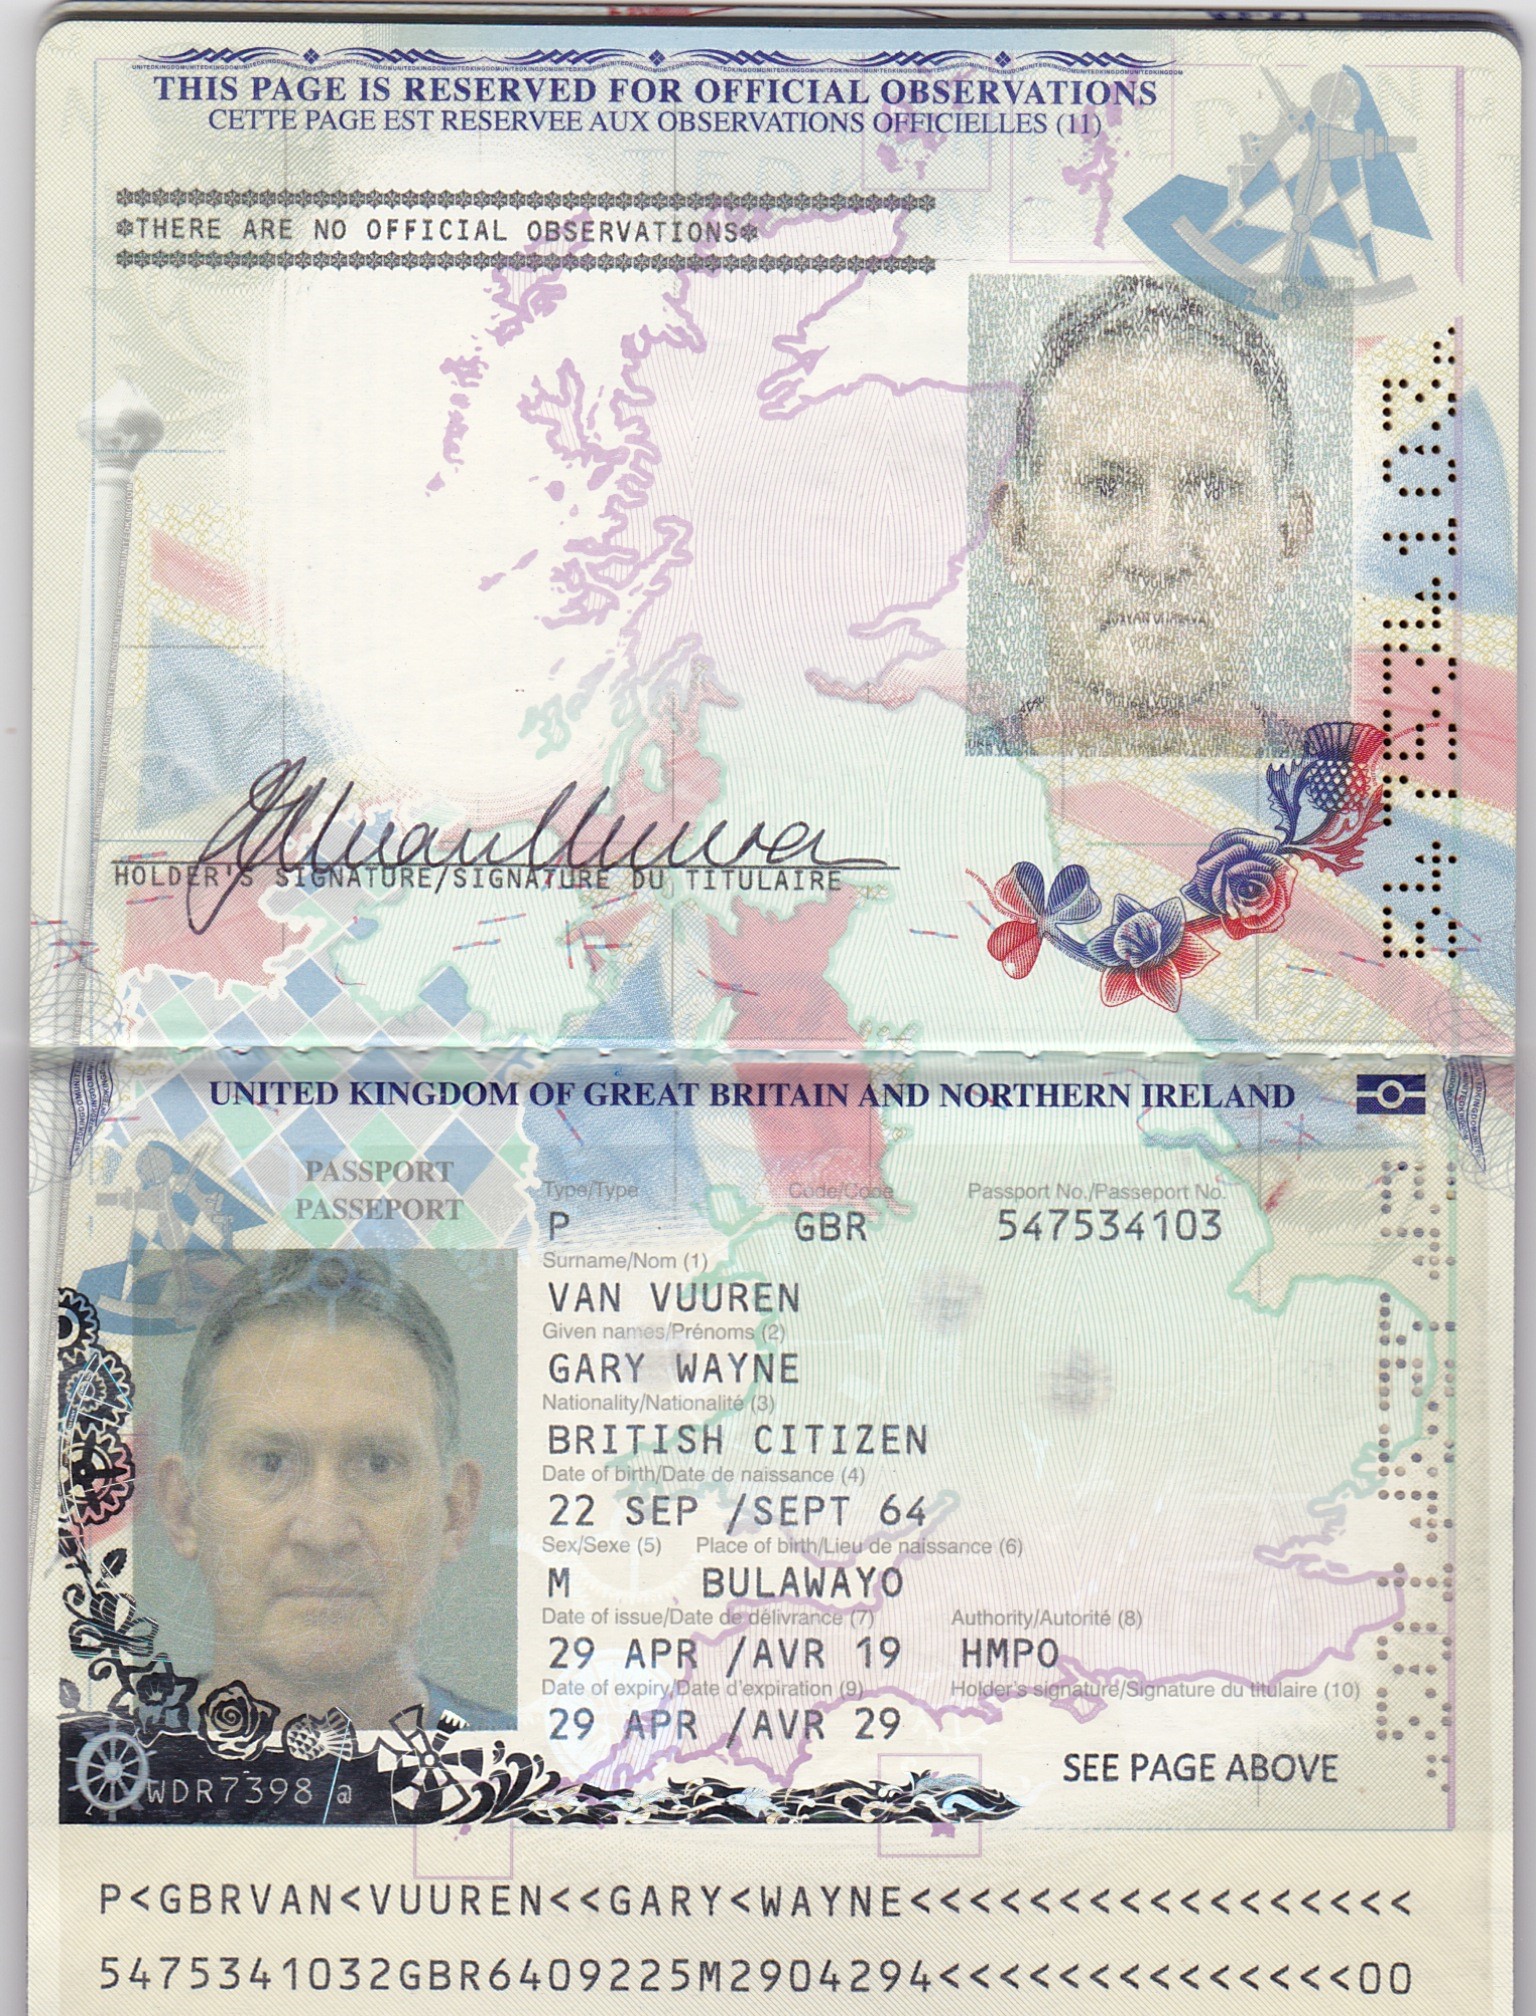 THIS PAGE IS RESERVED FOR OFFICIAL OBSERVATIONS
CETTE PAGE EST RESERVEE AUX OBSERVATIONS OFFICIELLES (11)
*THERE ARE NO OFFICIAL OBSERVATIONS*
HOLDER'S SIGNATURE/SIGNATURE DU TITULAIRE
547534103
UNITED KINGDOM OF GREAT BRITAIN AND NORTHERN IRELAND
PASSPORT
PASSEPORT
Type/Type Code/Code Passport No./Passeport No.
P GBR 547534103
Surname/Nom (1)
VAN VUUREN
Given names/Prénoms (2)
GARY WAYNE
Nationality/Nationalité (3)
BRITISH CITIZEN
Date of birth/Date de naissance (4)
22 SEP /SEPT 64
Sex/Sexe (5) Place of birth/Lieu de naissance (6)
M BULAWAYO
Date of issue/Date de délivrance (7) Authority/Autorité (8)
29 APR /AVR 19 HMPO
Date of expiry/Date d'expiration (9) Holder's signature/Signature du titulaire (10)
29 APR /AVR 29
SEE PAGE ABOVE
WDR7398 @
P<GBRVAN<VUUREN<<GARY<WAYNE<<<<<<<<<<<<<<<<<
5475341032GBR6409225M2904294<<<<<<<<<<<<<<00